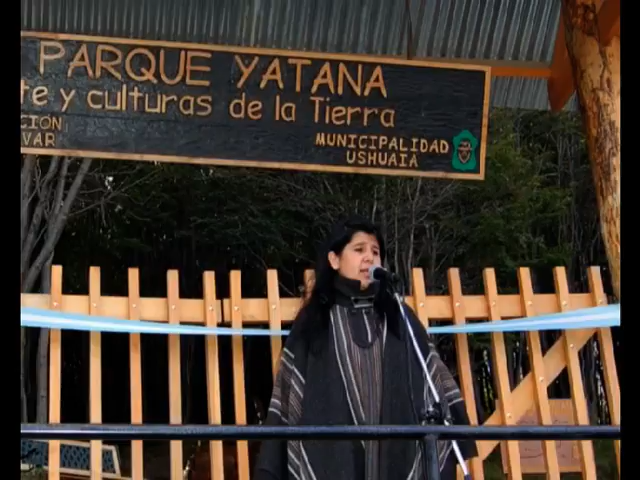 PARQUE YATANA
te y culturas de la Tierra
CIÓN
VAR
MUNICIPALIDAD
USHUAIA